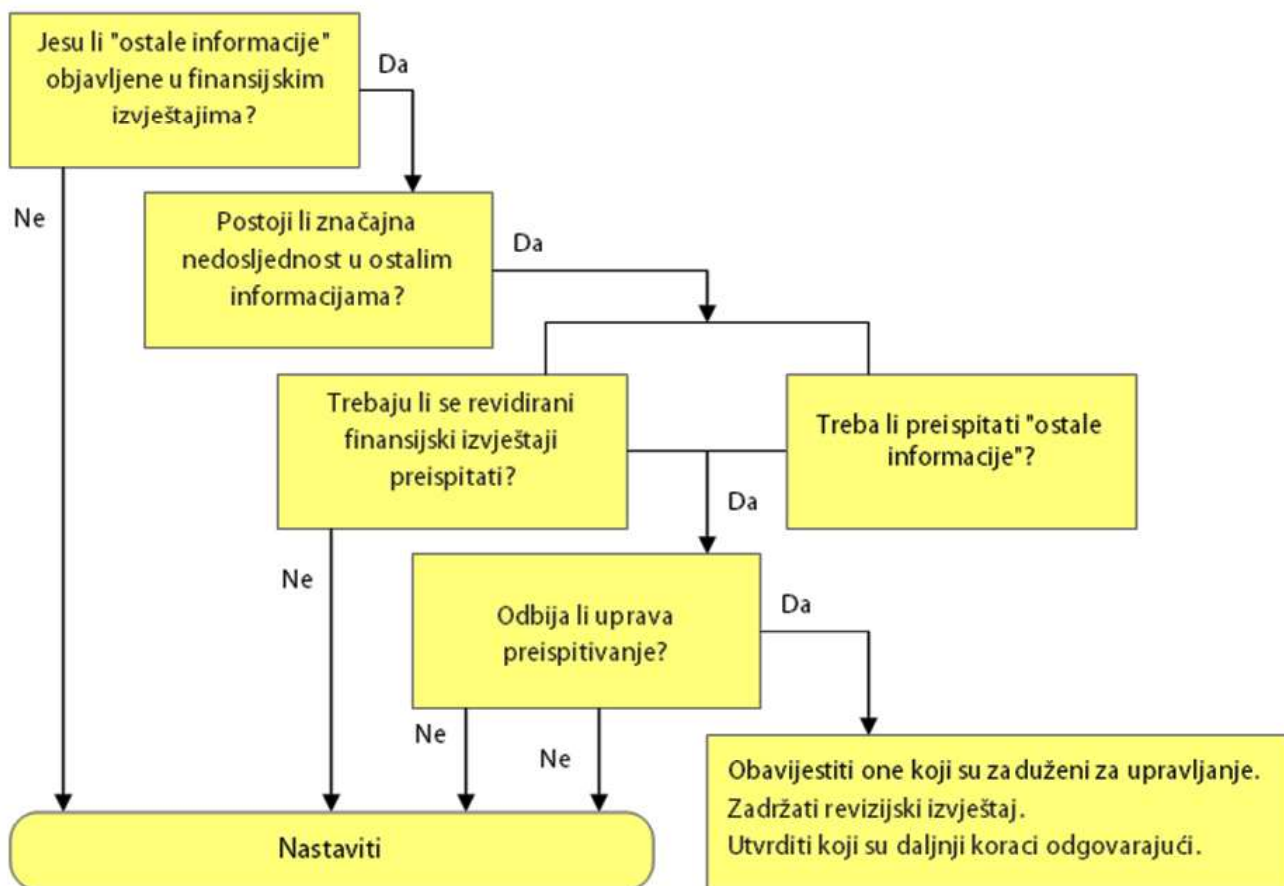 Jesu li "ostale informacije"
objavljene u finansijskim
izvještajima?
Da
Ne
Postoji li značajna
nedosljednost u ostalim
informacijama?
Da
Trebaju li se revidirani
finansijski izvještaji
preispitati?
Treba li preispitati "ostale
informacije"?
Da
Ne
Odbija li uprava
preispitivanje?
Da
Ne
Ne
Obavijestiti one koji su zaduženi za upravljanje.
Zadržati revizijski izvještaj.
Utvrditi koji su daljnji koraci odgovarajući.
Nastaviti